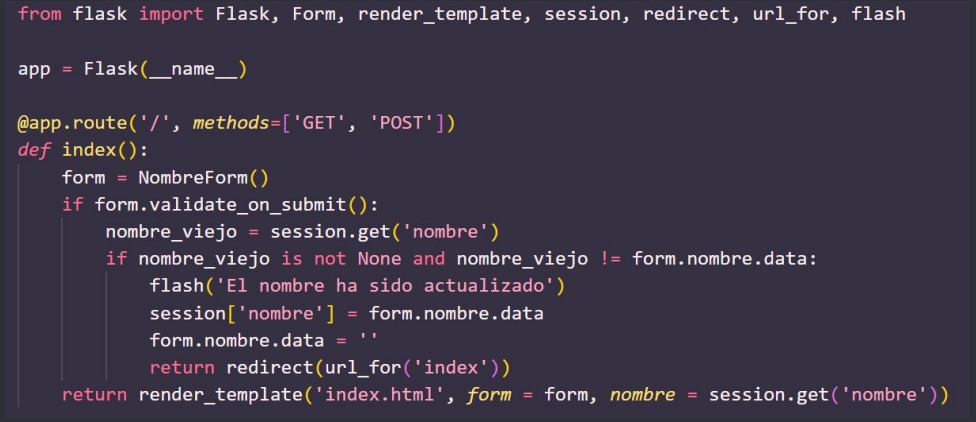 from flask import Flask, Form, render_template, session, redirect, url_for, flash
app = Flask(__name__)
@app.route('/', methods=['GET', 'POST'])
def index():
    form = NombreForm()
    if form.validate_on_submit():
        nombre_viejo = session.get('nombre')
        if nombre_viejo is not None and nombre_viejo != form.nombre.data:
            flash('El nombre ha sido actualizado')
            session['nombre'] = form.nombre.data
            form.nombre.data = ''
            return redirect(url_for('index'))
    return render_template('index.html', form = form, nombre = session.get('nombre'))